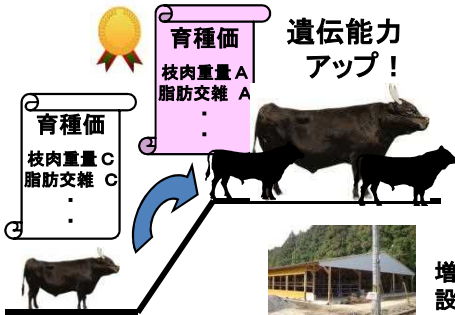 育種価
枝肉重量 A
脂肪交雑 A
・
・
遺伝能力
アップ！
育種価
枝肉重量 C
脂肪交雑 C
・
・
増
設